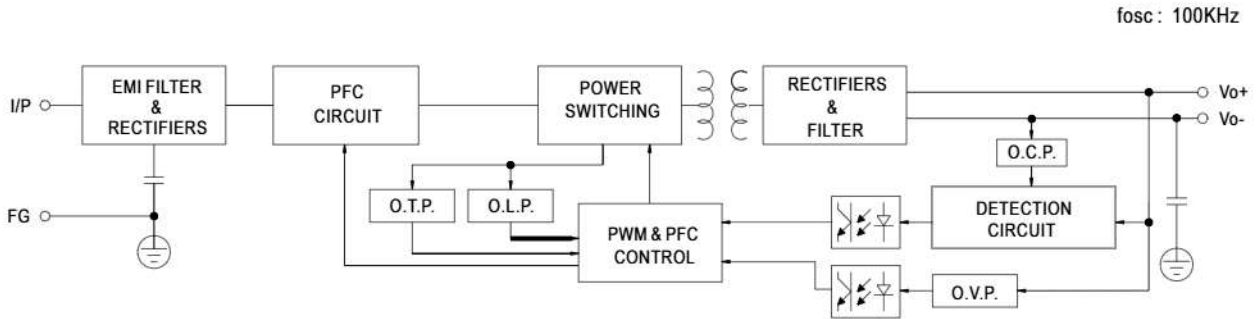 fosc : 100KHz
I/P
EMI FILTER
&
RECTIFIERS
PFC
CIRCUIT
POWER
SWITCHING
RECTIFIERS
&
FILTER
Vo+
Vo-
O.C.P.
O.T.P.
O.L.P.
FG
PWM & PFC
CONTROL
DETECTION
CIRCUIT
O.V.P.